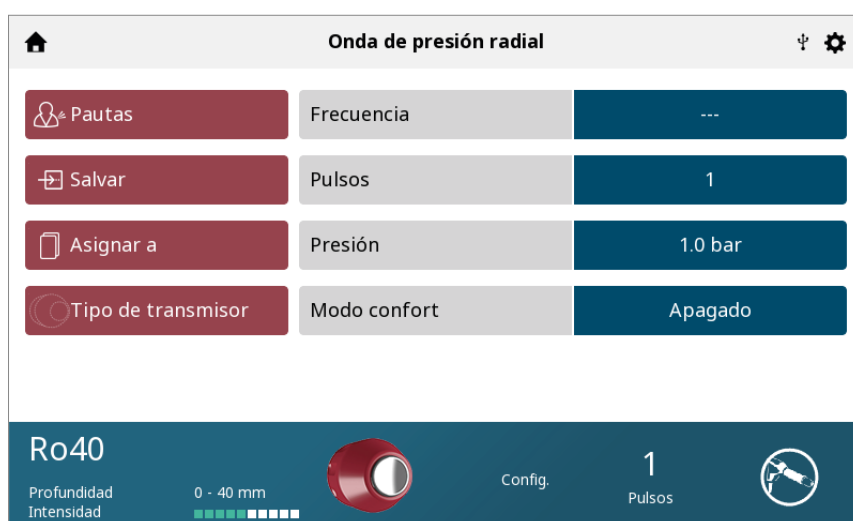 Onda de presión radial
Pautas
Frecuencia
---
Salvar
Pulsos
1
Asignar a
Presión
1.0 bar
Tipo de transmisor
Modo confort
Apagado
Ro40
Profundidad
0 - 40 mm
Intensidad
Config.
1
Pulsos